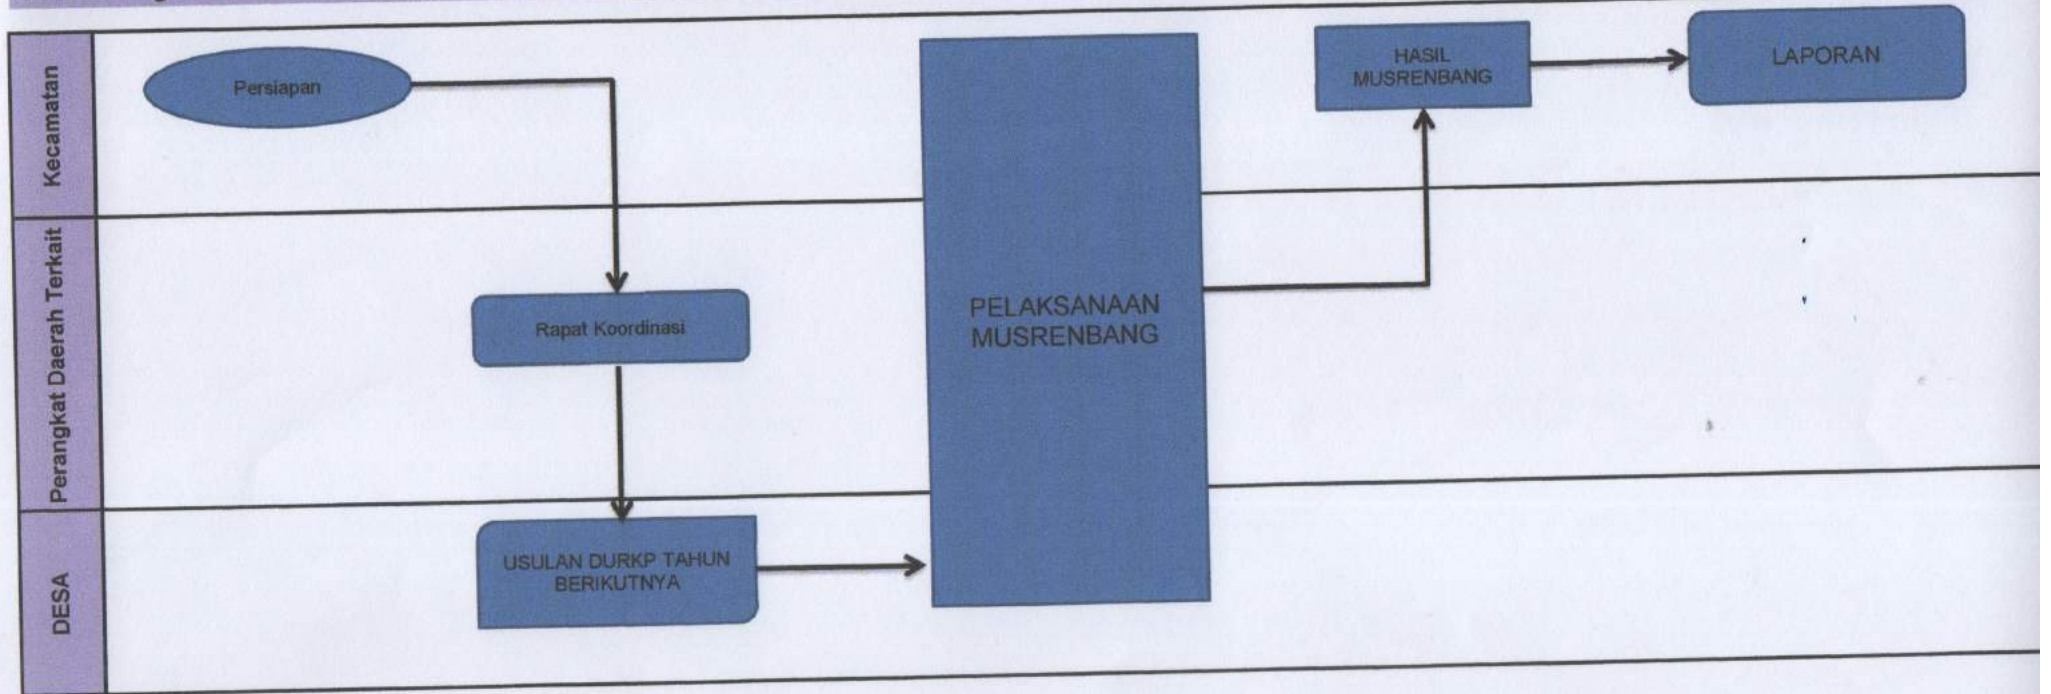 Kecamatan
Persiapan
HASIL
MUSRENBANG
LAPORAN
Perangkat Daerah Terkait
Rapat Koordinasi
PELAKSANAAN
MUSRENBANG
DESA
USULAN DURKP TAHUN
BERIKUTNYA